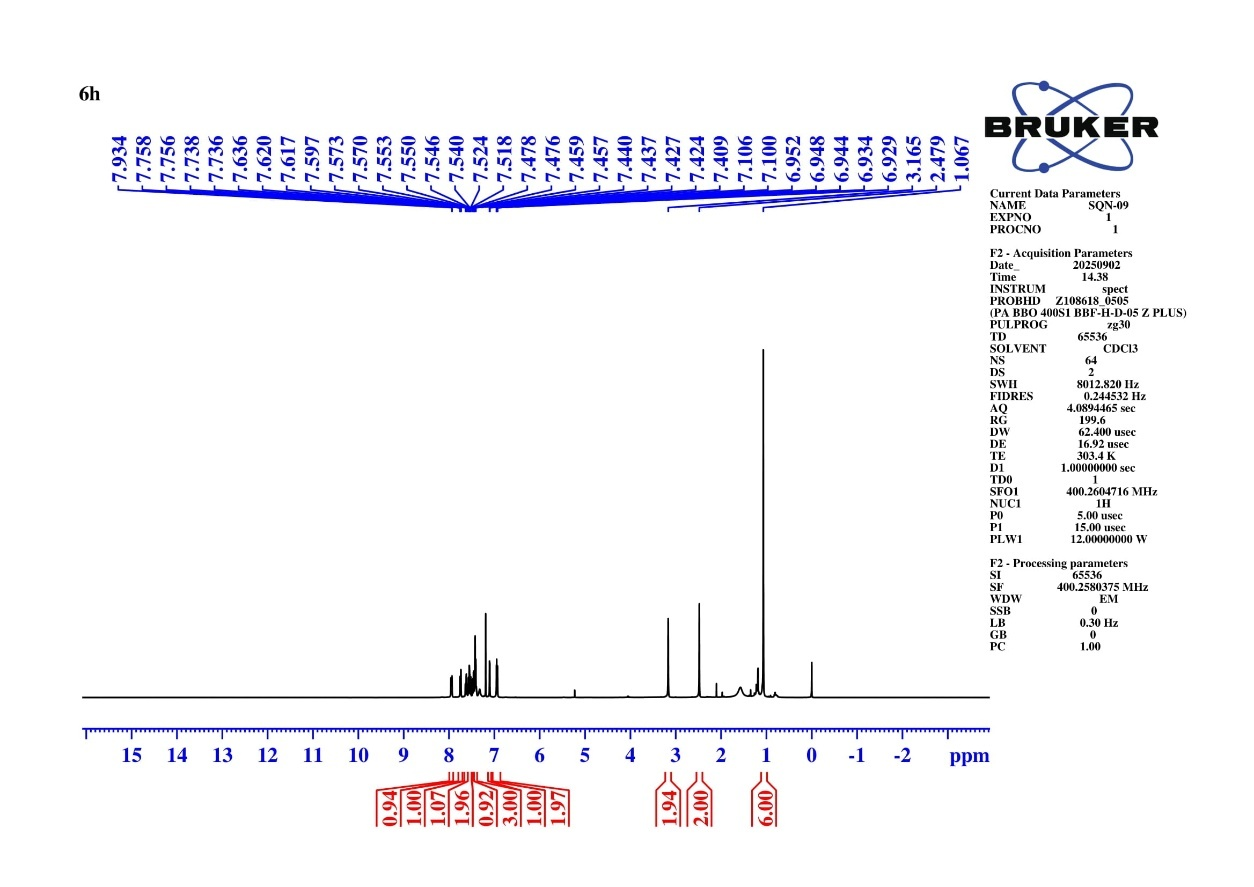 6h
7.934
7.758
7.756
7.738
7.736
7.636
7.620
7.617
7.597
7.573
7.570
7.553
7.550
7.546
7.540
7.524
7.518
7.478
7.476
7.459
7.457
7.440
7.437
7.427
7.424
7.409
7.106
7.100
6.952
6.948
6.944
6.934
6.929
3.165
2.479
1.067
BRUKER
Current Data Parameters
NAME SQN-09
EXPNO 1
PROCNO 1
F2 - Acquisition Parameters
Date_ 20250902
Time 14.38
INSTRUM spect
PROBHD Z108618_0505
(PA BBO 400S1 BBF-H-D-05 Z PLUS)
PULPROG zg30
TD 65536
SOLVENT CDCl3
NS 64
DS 2
SWH 8012.820 Hz
FIDRES 0.244532 Hz
AQ 4.0894465 sec
RG 199.6
DW 62.400 usec
DE 16.92 usec
TE 303.4 K
D1 1.00000000 sec
TD0 1
SFO1 400.2604716 MHz
NUC1 1H
P0 5.00 usec
P1 15.00 usec
PLW1 12.00000000 W
F2 - Processing parameters
SI 65536
SF 400.2580375 MHz
WDW EM
SSB 0
LB 0.30 Hz
GB 0
PC 1.00
15 14 13 12 11 10 9 8 7 6 5 4 3 2 1 0 -1 -2 ppm
0.94
1.00
1.07
1.96
0.92
3.00
1.00
1.97
1.94
2.00
6.00